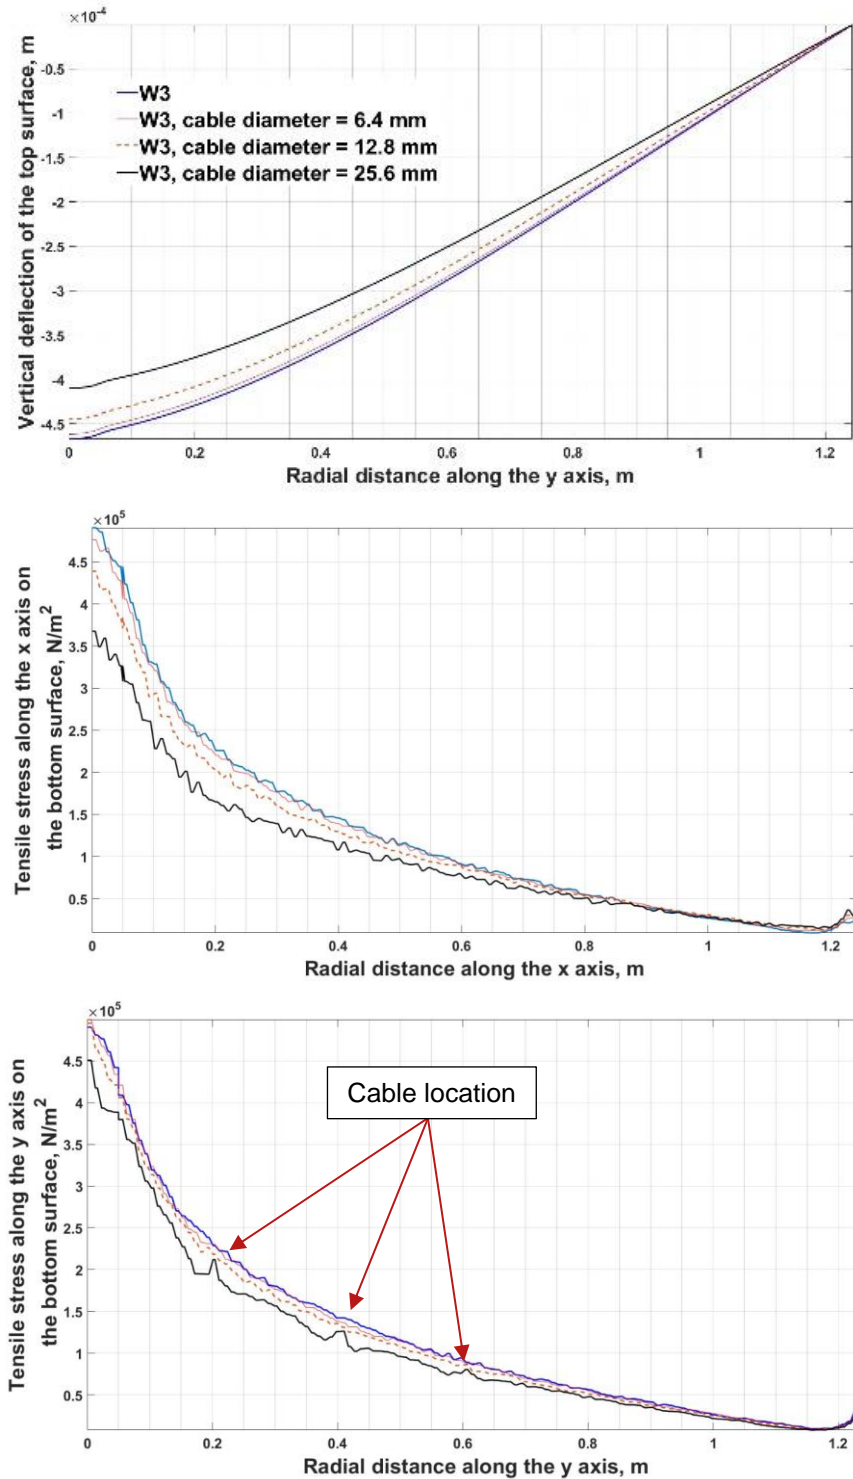 ×10⁻⁴
-0.5
-1
-1.5
-2
-2.5
-3
-3.5
-4
-4.5
Vertical deflection of the top surface, m
W3
W3, cable diameter = 6.4 mm
W3, cable diameter = 12.8 mm
W3, cable diameter = 25.6 mm
0 0.2 0.4 0.6 0.8 1 1.2
Radial distance along the y axis, m
×10⁵
4.5
4
3.5
3
2.5
2
1.5
1
0.5
Tensile stress along the x axis on
the bottom surface, N/m²
0 0.2 0.4 0.6 0.8 1 1.2
Radial distance along the x axis, m
×10⁵
4.5
4
3.5
3
2.5
2
1.5
1
0.5
Tensile stress along the y axis on
the bottom surface, N/m²
Cable location
0 0.2 0.4 0.6 0.8 1 1.2
Radial distance along the y axis, m